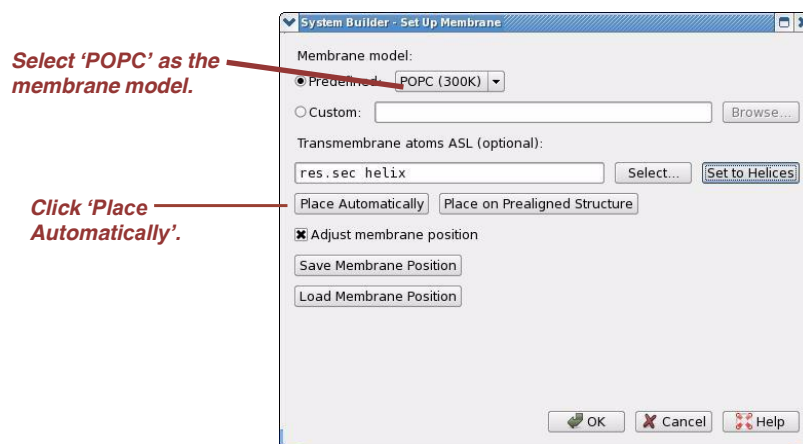 System Builder - Set Up Membrane
Select ‘POPC’ as the
membrane model.
Membrane model:
Predefined: POPC (300K)
Custom: Browse...
Transmembrane atoms ASL (optional):
res.sec helix Select... Set to Helices
Click ‘Place
Automatically’.
Place Automatically Place on Prealigned Structure
Adjust membrane position
Save Membrane Position
Load Membrane Position
OK Cancel Help